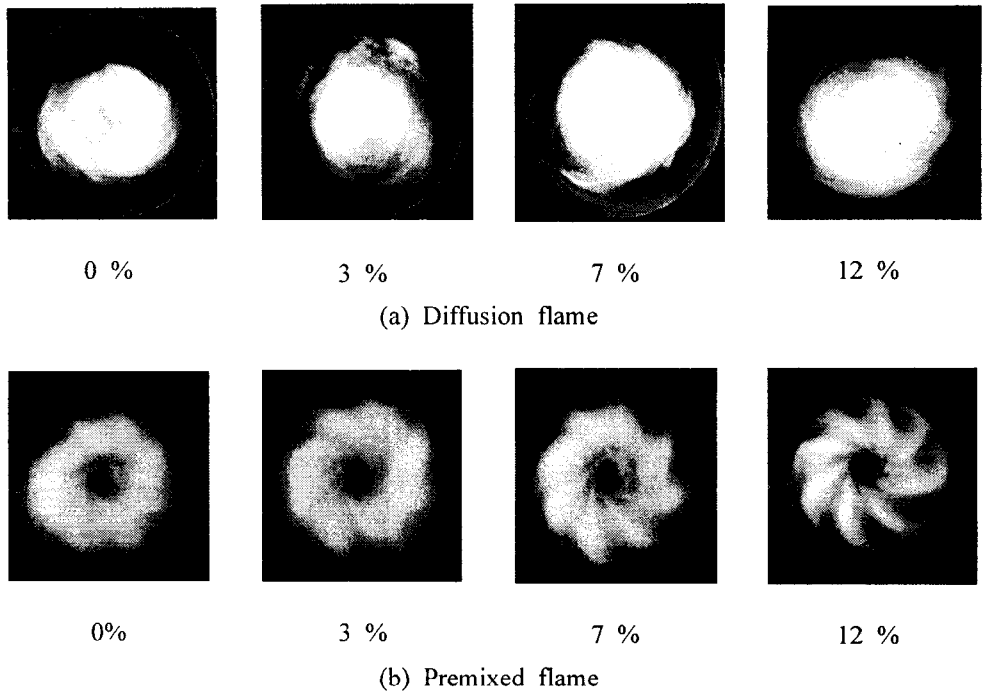 0 % 3 % 7 % 12 %
(a) Diffusion flame
0% 3 % 7 % 12 %
(b) Premixed flame